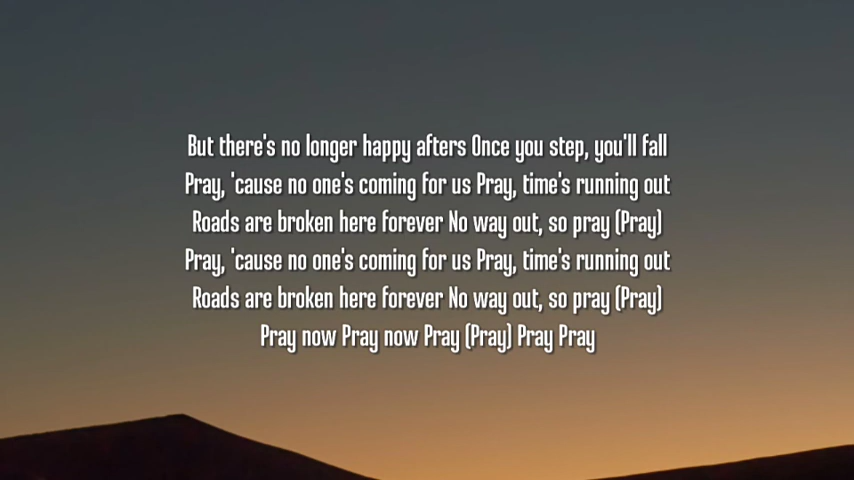 But there's no longer happy afters Once you step, you'll fall
Pray, 'cause no one's coming for us Pray, time's running out
Roads are broken here forever No way out, so pray (Pray)
Pray, 'cause no one's coming for us Pray, time's running out
Roads are broken here forever No way out, so pray (Pray)
Pray now Pray now Pray (Pray) Pray Pray